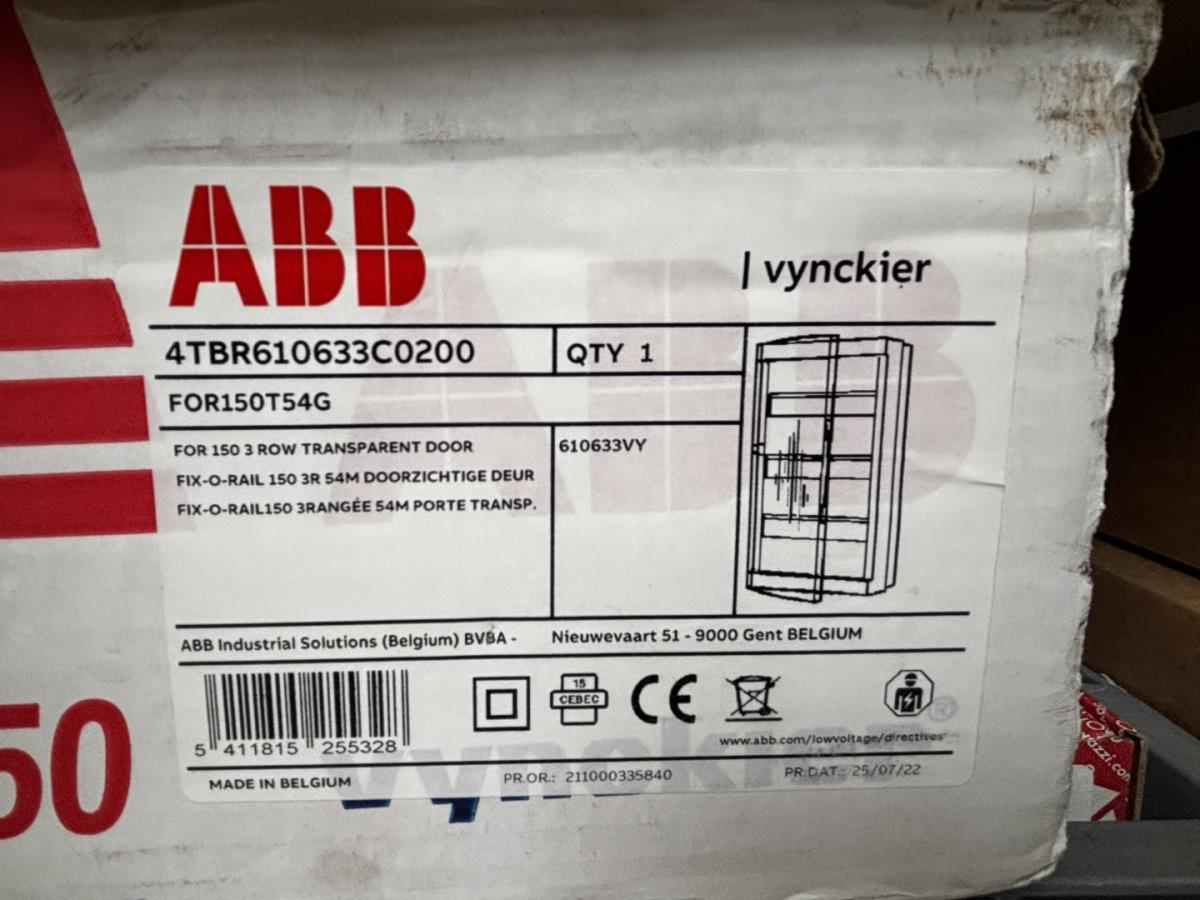 ABB
| vynckier
4TBR610633C0200
QTY 1
FOR150T54G
FOR 150 3 ROW TRANSPARENT DOOR
FIX-O-RAIL 150 3R 54M DOORZICHTIGE DEUR
FIX-O-RAIL150 3RANGÉE 54M PORTE TRANSP.
610633VY
ABB Industrial Solutions (Belgium) BVBA - Nieuwevaart 51 - 9000 Gent BELGIUM
5 411815 255328
15
CEBEC
CE
www.abb.com/lowvoltage/directives
MADE IN BELGIUM
PR.OR.: 211000335840
PR.DAT.: 25/07/22
50
ABB
vynckier®